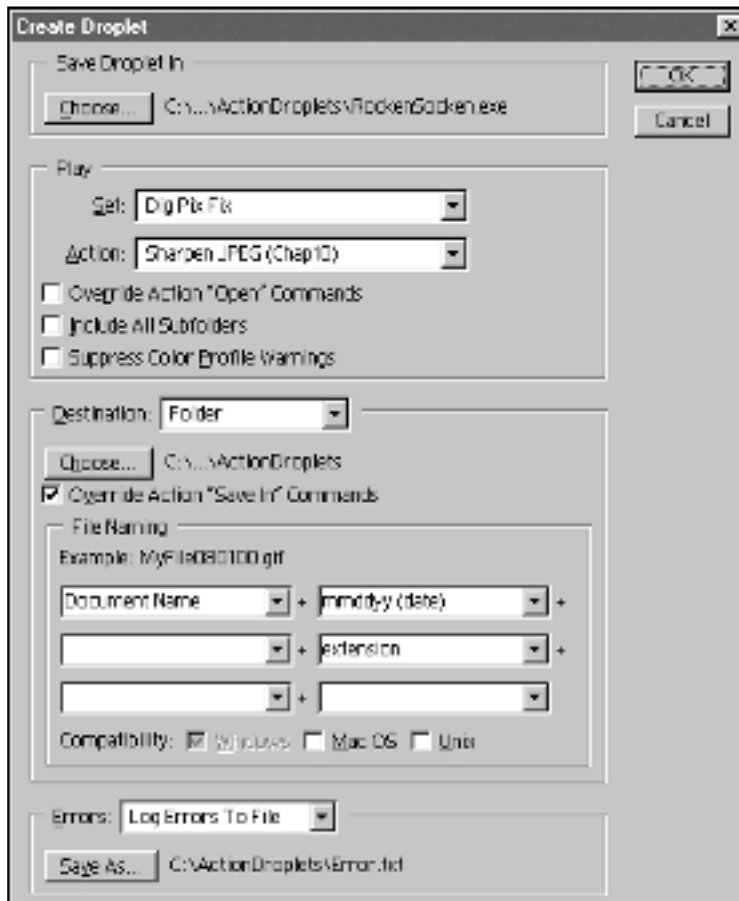 Create Droplet
Save Droplet In
OK
Choose... C:\...\ActionDroplets\RockenSocken.exe
Cancel
Play
Set: Dig Pix Fix
Action: Sharpen JPEG (Chap10)
Override Action "Open" Commands
Include All Subfolders
Suppress Color Profile Warnings
Destination: Folder
Choose... C:\...\ActionDroplets
Override Action "Save In" Commands
File Naming
Example: MyFile080100.gif
Document Name + mmddyy (date) +
+ extension +
+
Compatibility: Windows Mac OS Unix
Errors: Log Errors To File
Save As... C:\ActionDroplets\Error.txt